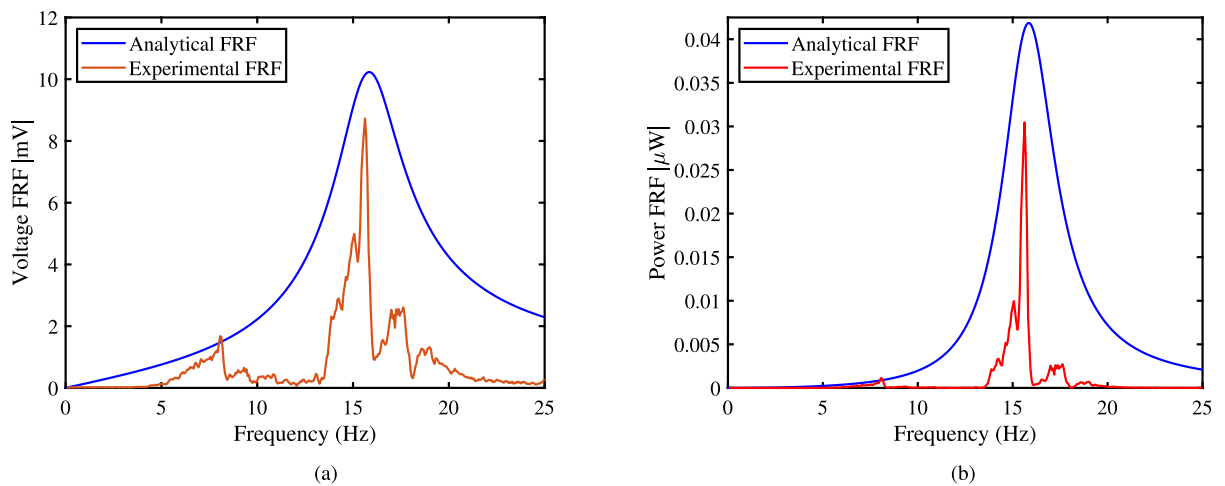 12
10
8
6
4
2
0
Voltage FRF |mV|
Analytical FRF
Experimental FRF
0 5 10 15 20 25
Frequency (Hz)
(a)
0.04
0.035
0.03
0.025
0.02
0.015
0.01
0.005
0
Power FRF |μW|
Analytical FRF
Experimental FRF
0 5 10 15 20 25
Frequency (Hz)
(b)